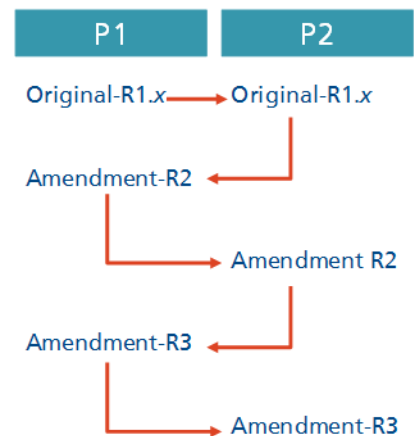 P1 P2
Original-R1.x Original-R1.x
Amendment-R2
Amendment R2
Amendment-R3
Amendment-R3